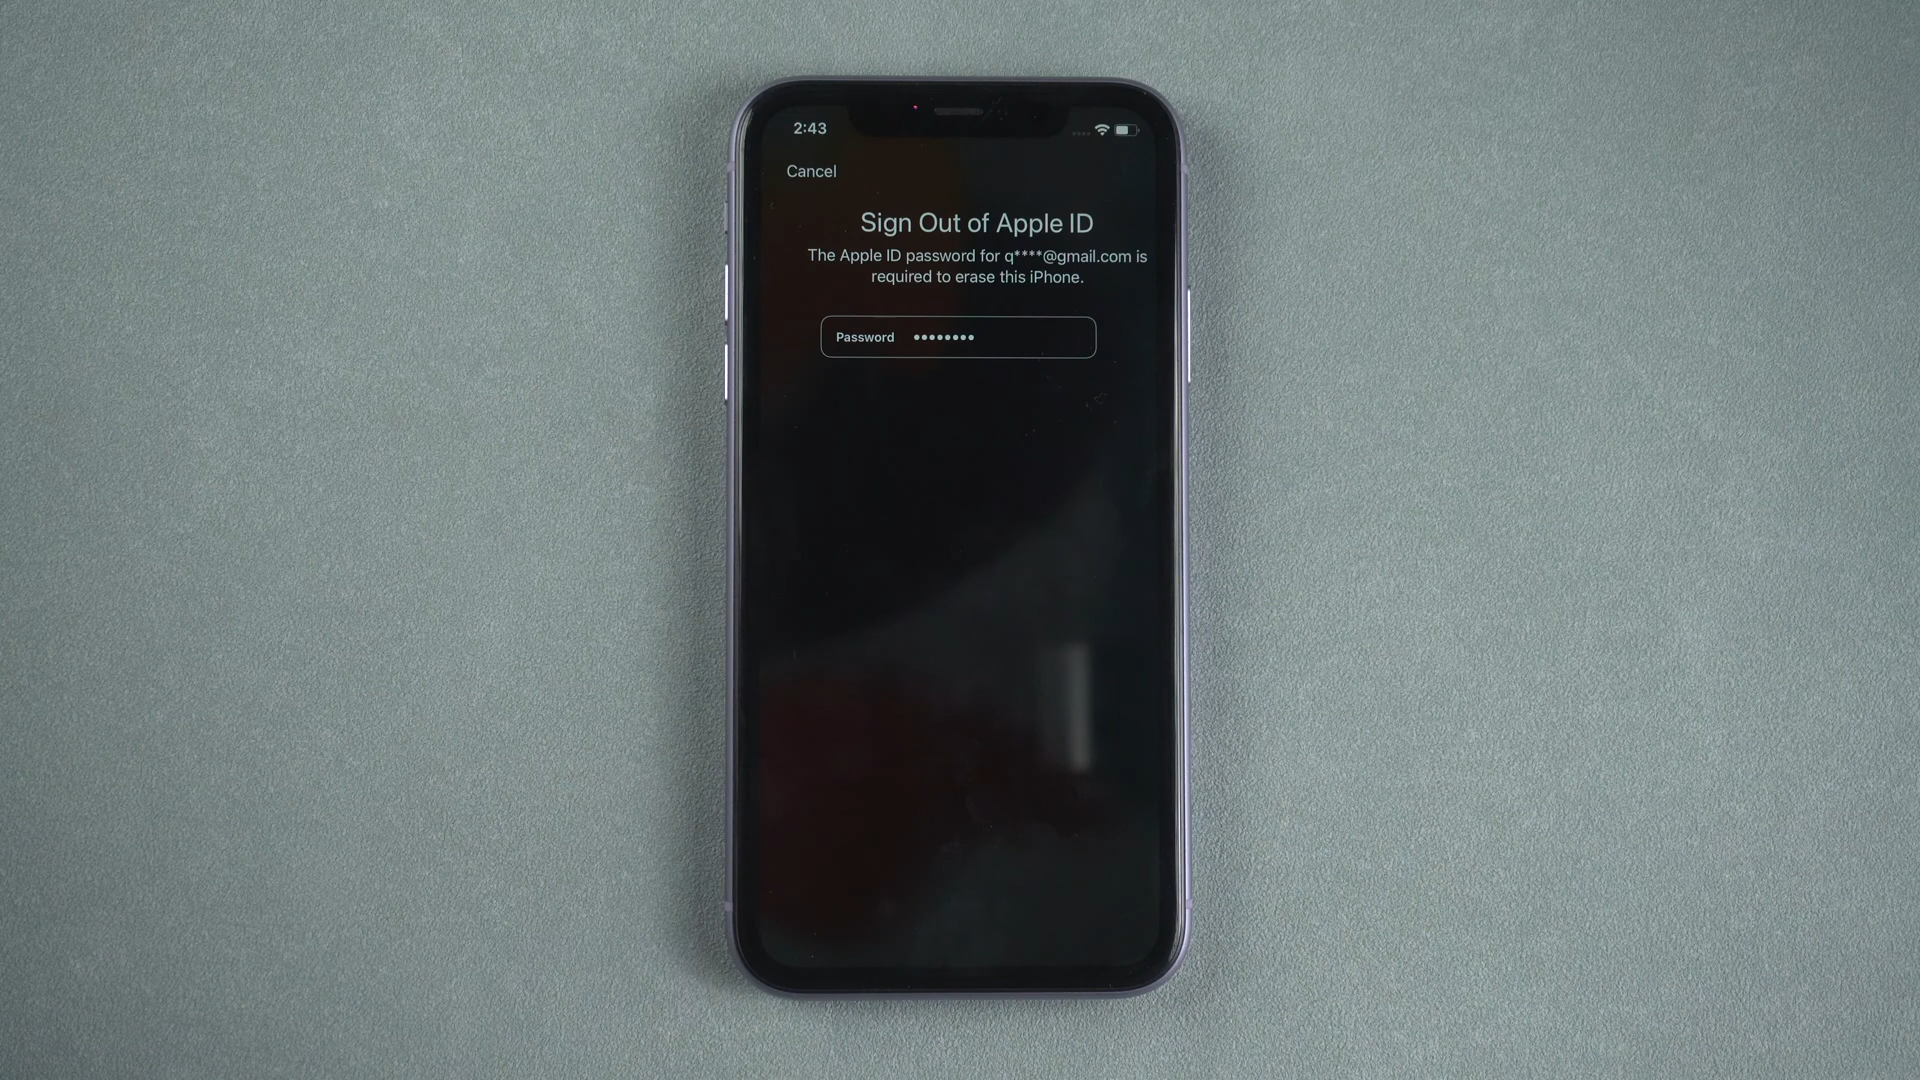 2:43
Cancel
Sign Out of Apple ID
The Apple ID password for q****@gmail.com is
required to erase this iPhone.
Password ••••••••